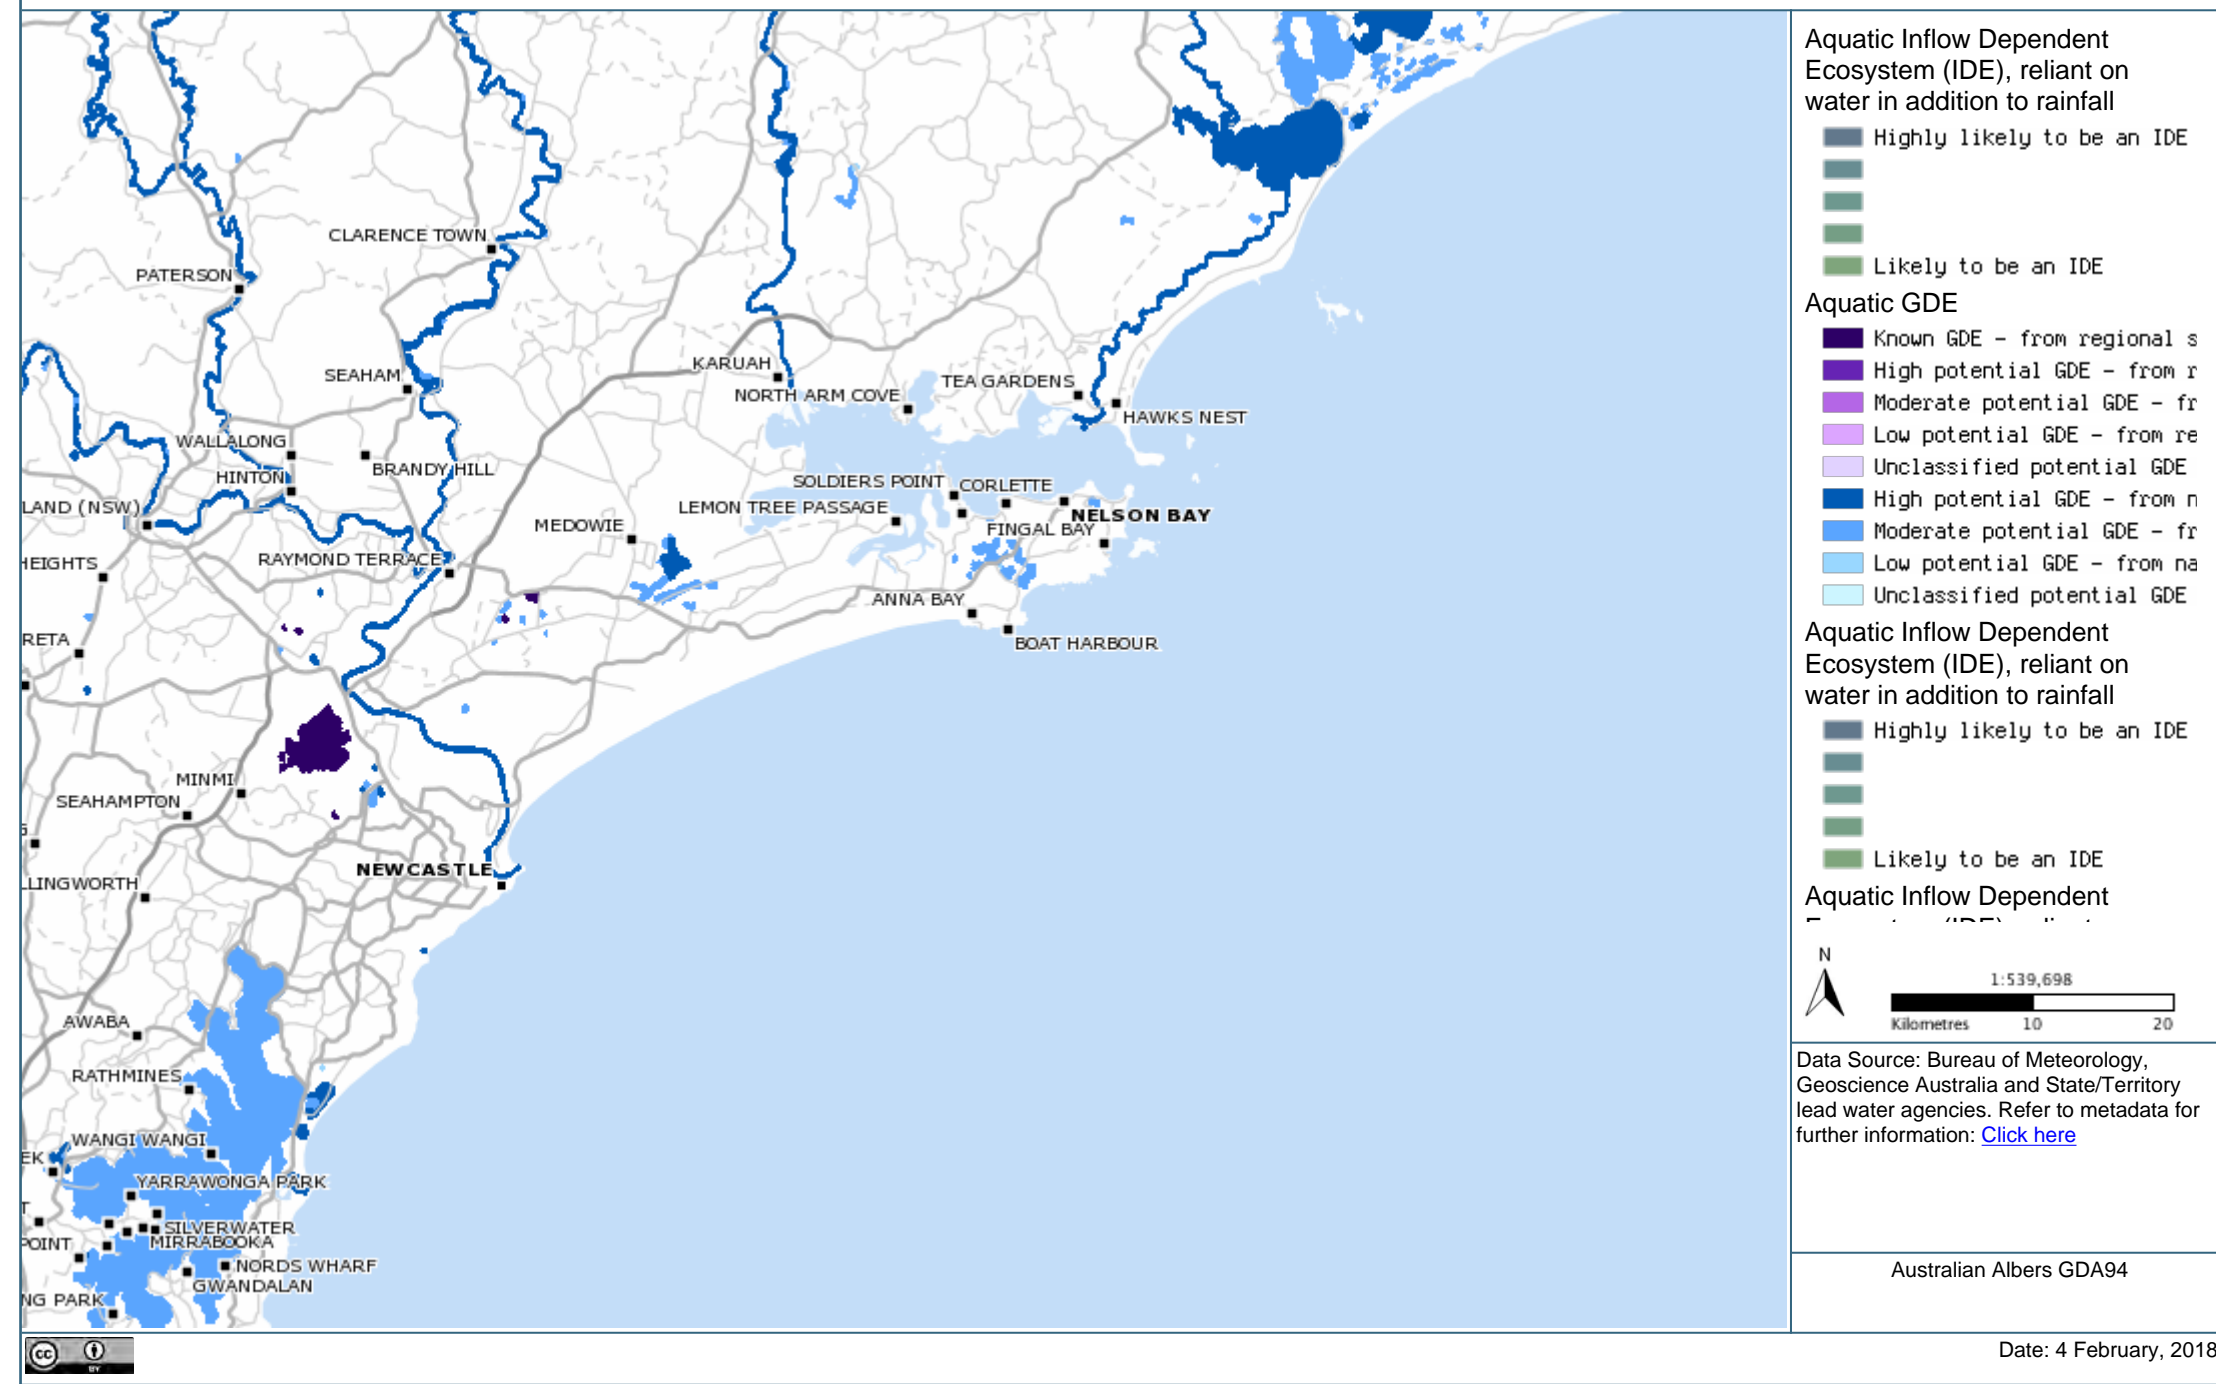 CLARENCE TOWN
PATERSON
SEAHAM
KARUAH
NORTH ARM COVE
TEA GARDENS
HAWKS NEST
WALLALONG
BRANDY HILL
HINTON
SOLDIERS POINT
CORLETTE
LAND (NSW)
LEMON TREE PASSAGE
NELSON BAY
MEDOWIE
FINGAL BAY
HEIGHTS
RAYMOND TERRACE
ANNA BAY
RETA
BOAT HARBOUR
MINMI
SEAHAMPTON
G
NEWCASTLE
LLINGWORTH
AWABA
RATHMINES
WANGI WANGI
EK
YARRAWONGA PARK
T
SILVERWATER
POINT
MIRRABOOKA
NORDS WHARF
GWANDALAN
NG PARK
Aquatic Inflow Dependent
Ecosystem (IDE), reliant on
water in addition to rainfall
Highly likely to be an IDE
Likely to be an IDE
Aquatic GDE
Known GDE - from regional s
High potential GDE - from r
Moderate potential GDE - fr
Low potential GDE - from re
Unclassified potential GDE
High potential GDE - from n
Moderate potential GDE - fr
Low potential GDE - from na
Unclassified potential GDE
Aquatic Inflow Dependent
Ecosystem (IDE), reliant on
water in addition to rainfall
Highly likely to be an IDE
Likely to be an IDE
Aquatic Inflow Dependent
N
1:539,698
Kilometres 10 20
Data Source: Bureau of Meteorology,
Geoscience Australia and State/Territory
lead water agencies. Refer to metadata for
further information: Click here
Australian Albers GDA94
cc BY
Date: 4 February, 2018